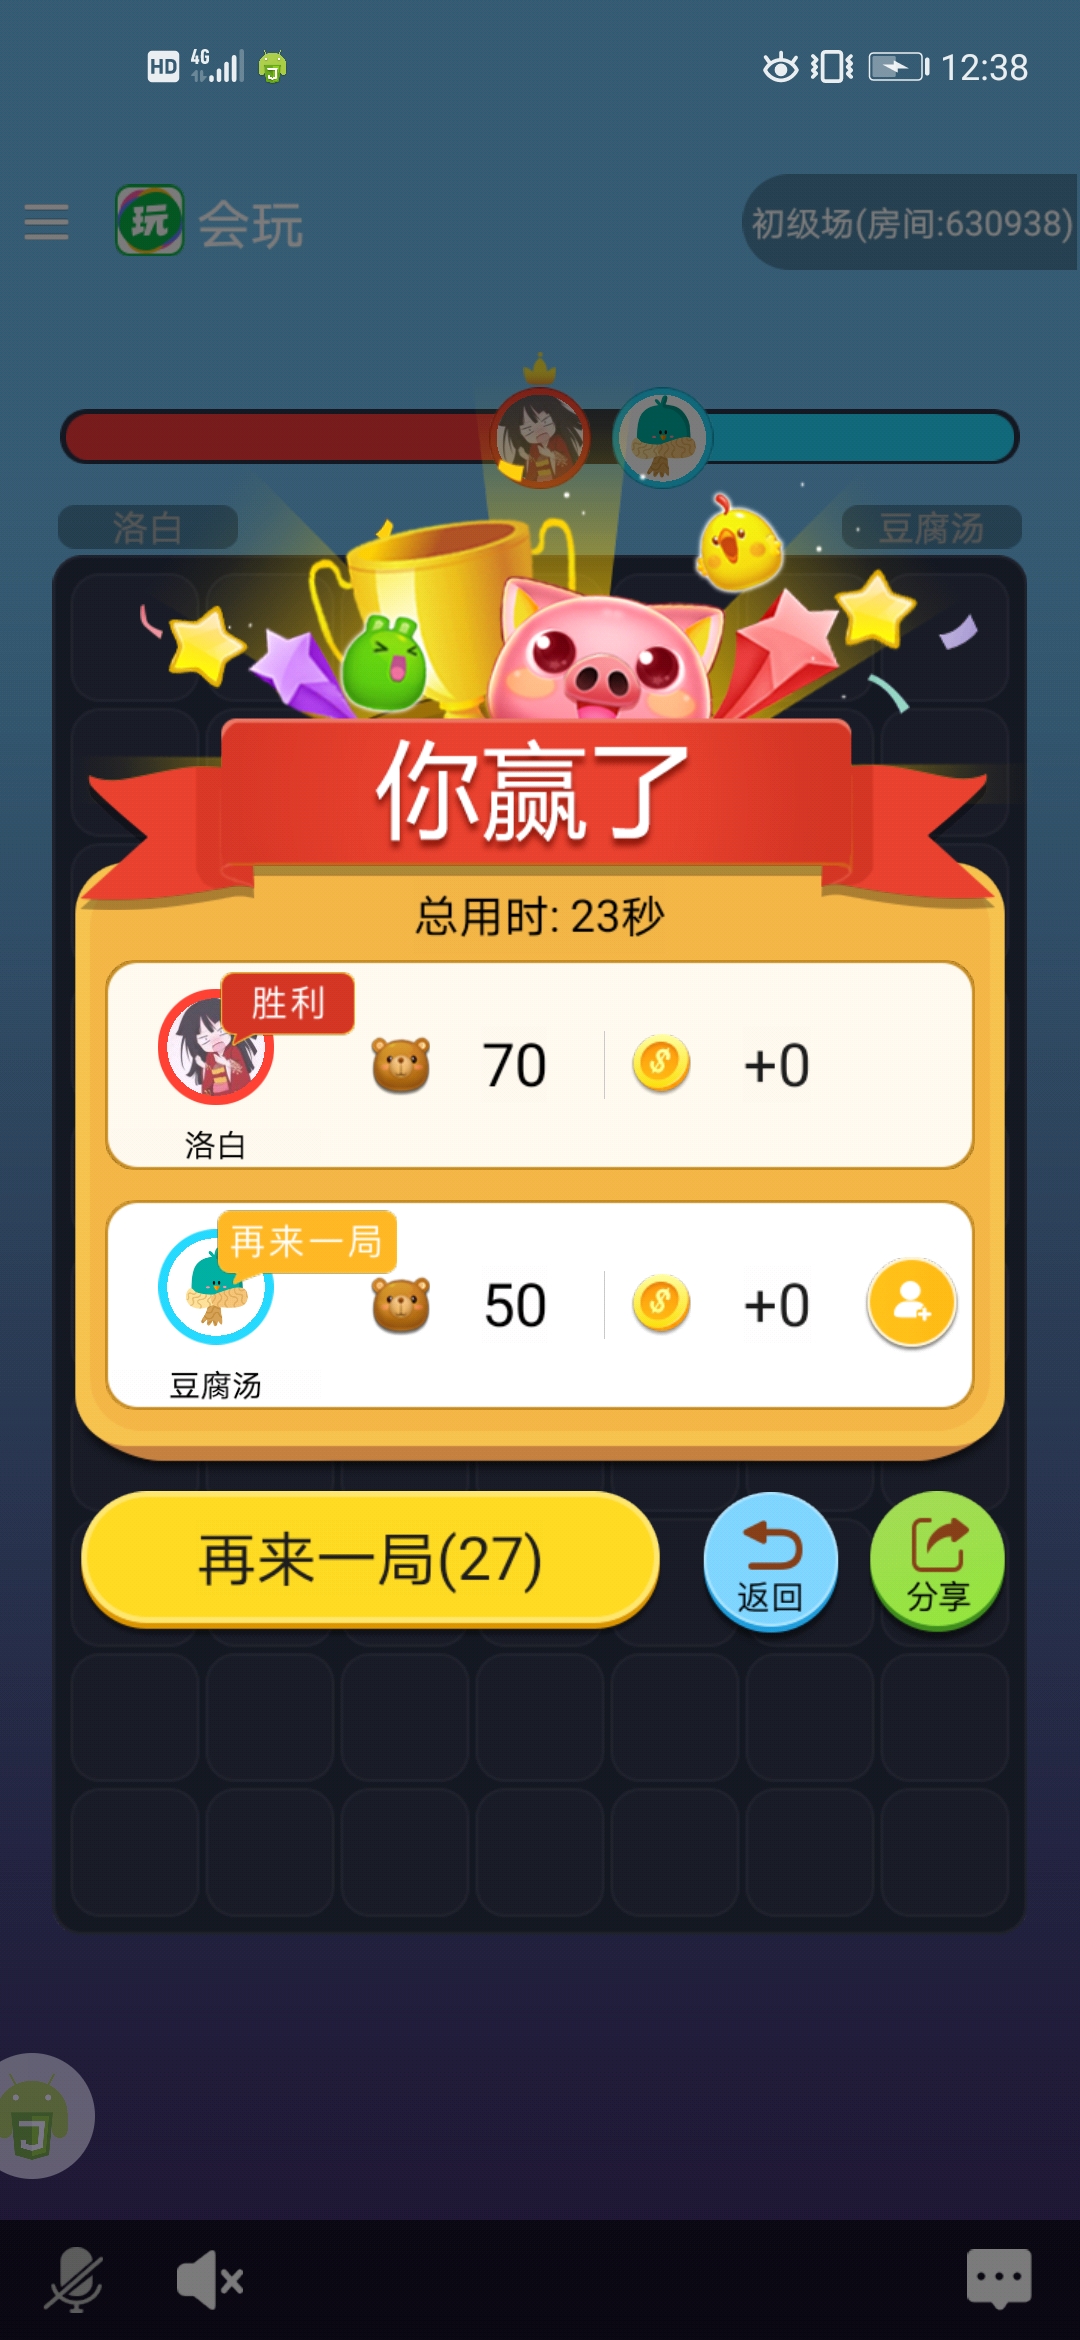 HD 4G 12:38
玩 会玩 初级场(房间:630938)
洛白 豆腐汤
你赢了
总用时: 23秒
胜利
70 +0
洛白
再来一局
50 +0
豆腐汤
再来一局(27)
返回
分享